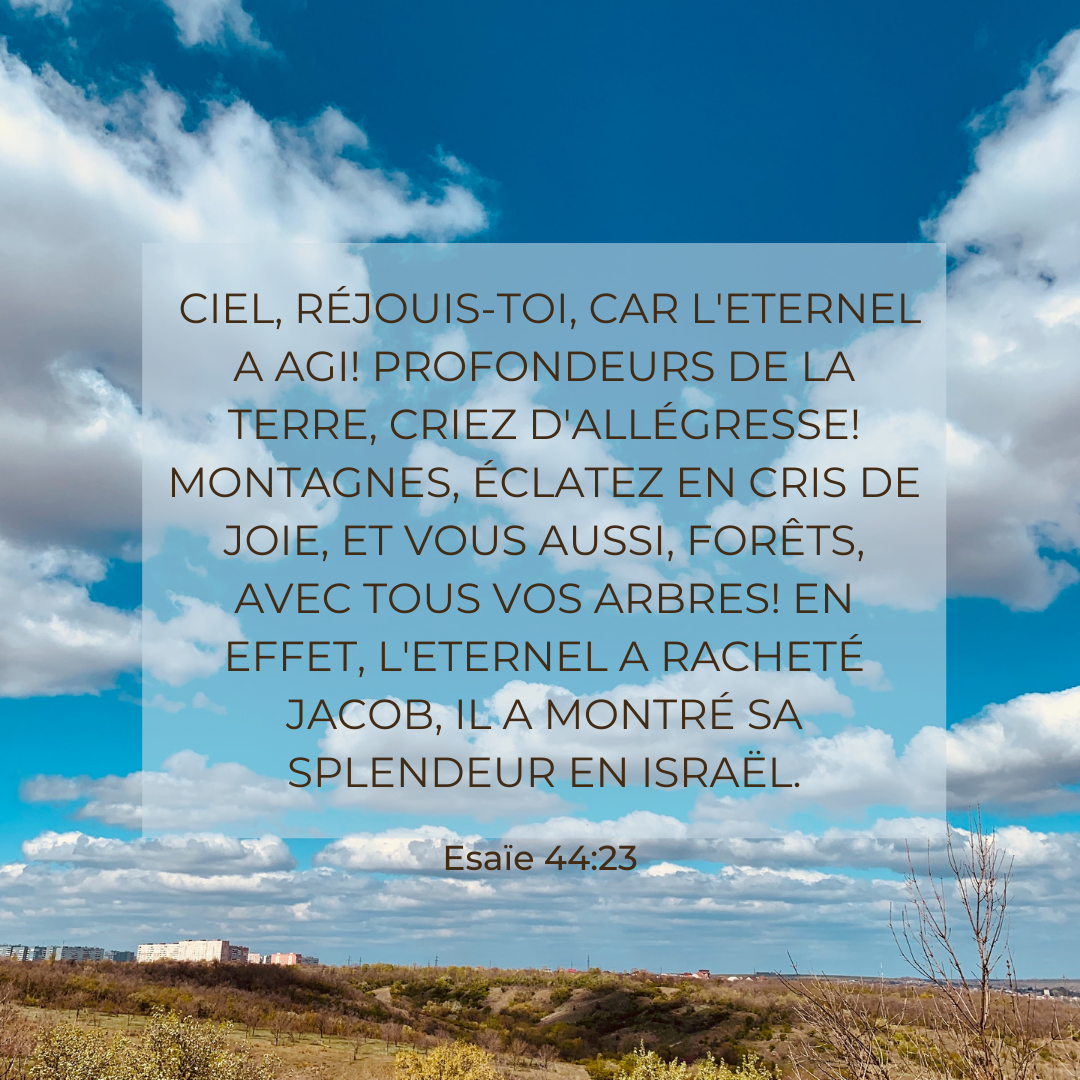 CIEL, RÉJOUIS-TOI, CAR L'ETERNEL
A AGI! PROFONDEURS DE LA
TERRE, CRIEZ D'ALLÉGRESSE!
MONTAGNES, ÉCLATEZ EN CRIS DE
JOIE, ET VOUS AUSSI, FORÊTS,
AVEC TOUS VOS ARBRES! EN
EFFET, L'ETERNEL A RACHETÉ
JACOB, IL A MONTRÉ SA
SPLENDEUR EN ISRAËL.
Esaïe 44:23